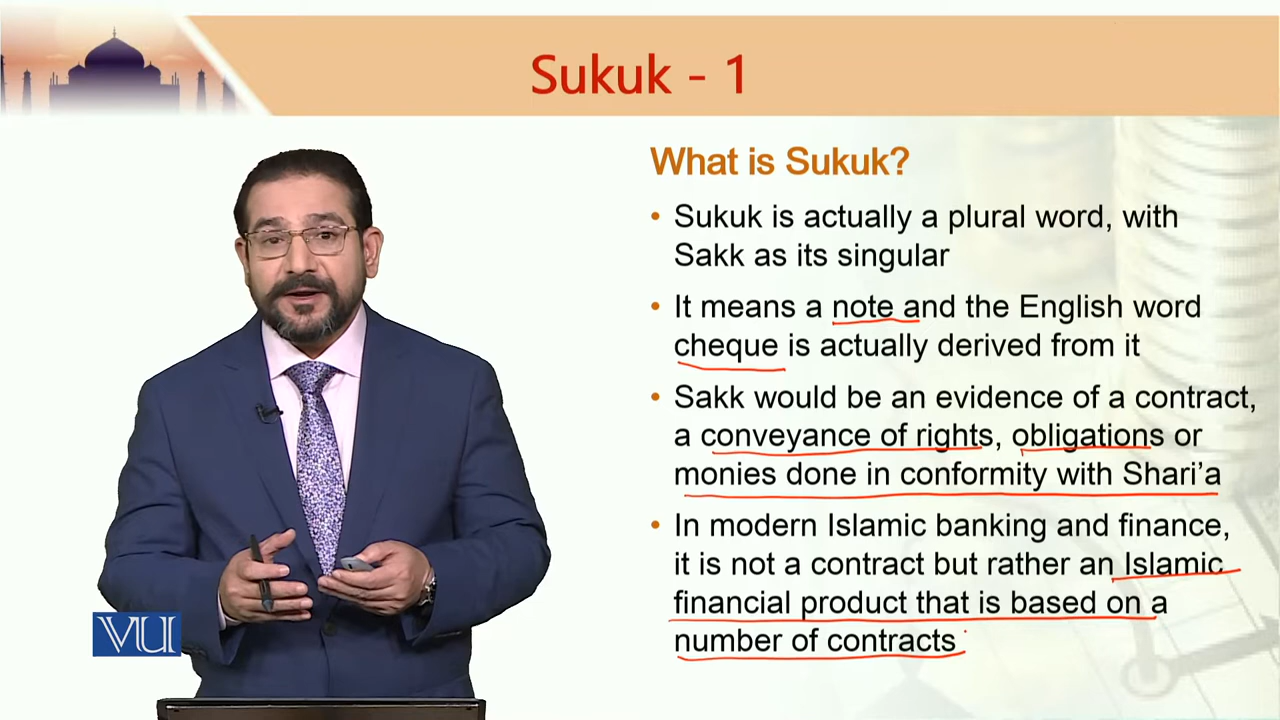 Sukuk - 1
What is Sukuk?
• Sukuk is actually a plural word, with
Sakk as its singular
• It means a note and the English word
cheque is actually derived from it
• Sakk would be an evidence of a contract,
a conveyance of rights, obligations or
monies done in conformity with Shari'a
• In modern Islamic banking and finance,
it is not a contract but rather an Islamic
financial product that is based on a
number of contracts
VU